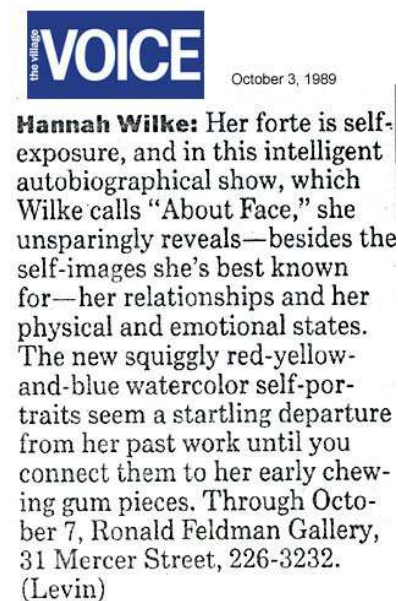 the village VOICE
October 3, 1989
Hannah Wilke: Her forte is self-
exposure, and in this intelligent
autobiographical show, which
Wilke calls “About Face,” she
unsparingly reveals—besides the
self-images she’s best known
for—her relationships and her
physical and emotional states.
The new squiggly red-yellow-
and-blue watercolor self-por-
traits seem a startling departure
from her past work until you
connect them to her early chew-
ing gum pieces. Through Octo-
ber 7, Ronald Feldman Gallery,
31 Mercer Street, 226-3232.
(Levin)